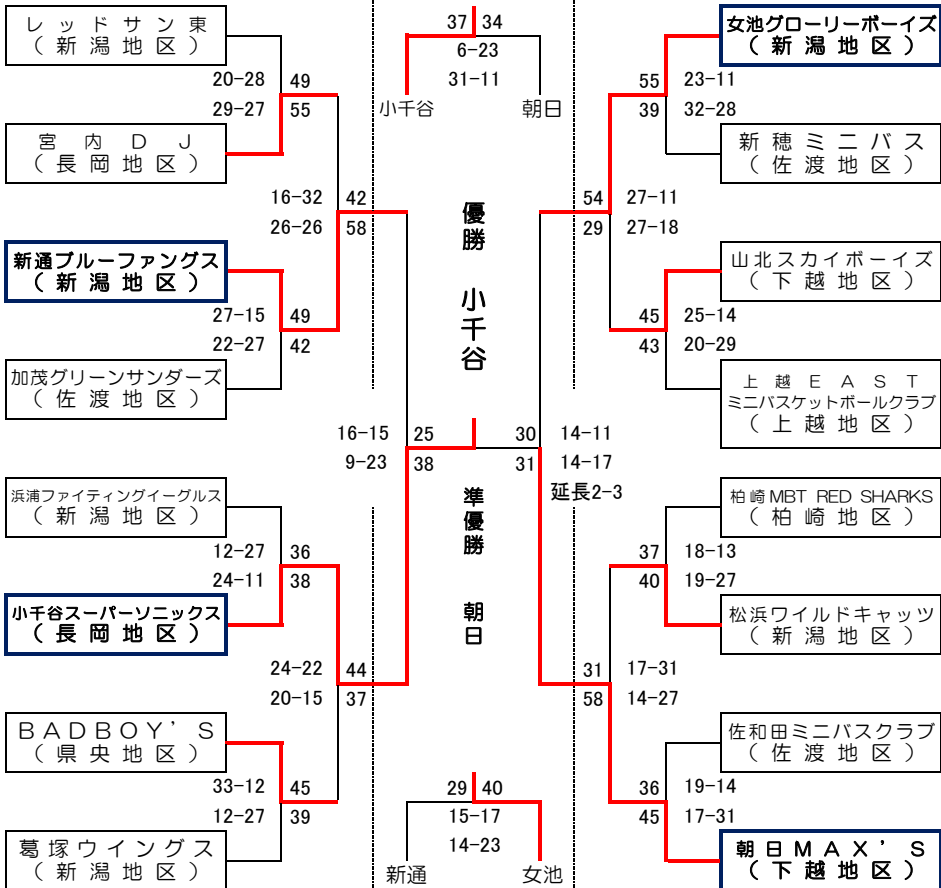 レッドサン東
（新潟地区）
20-28 49
29-27 55
宮内DJ
（長岡地区）
16-32 42
26-26 58
新通ブルーファングス
（新潟地区）
27-15 49
22-27 42
加茂グリーンサンダーズ
（佐渡地区）
16-15 25
9-23 38
浜浦ファイティングイーグルス
（新潟地区）
12-27 36
24-11 38
小千谷スーパーソニックス
（長岡地区）
24-22 44
20-15 37
BADBOY'S
（県央地区）
33-12 45
12-27 39
葛塚ウイングス
（新潟地区）
37 34
6-23
31-11
小千谷 朝日
優勝 小千谷
準優勝 朝日
29 40
15-17
14-23
新通 女池
女池グローリーボーイズ
（新潟地区）
55 23-11
39 32-28
新穂ミニバス
（佐渡地区）
54 27-11
29 27-18
山北スカイボーイズ
（下越地区）
45 25-14
43 20-29
上越EAST
ミニバスケットボールクラブ
（上越地区）
30 14-11
31 14-17
延長2-3
柏崎MBT RED SHARKS
（柏崎地区）
37 18-13
40 19-27
松浜ワイルドキャッツ
（新潟地区）
31 17-31
58 14-27
佐和田ミニバスクラブ
（佐渡地区）
36 19-14
45 17-31
朝日MAX'S
（下越地区）